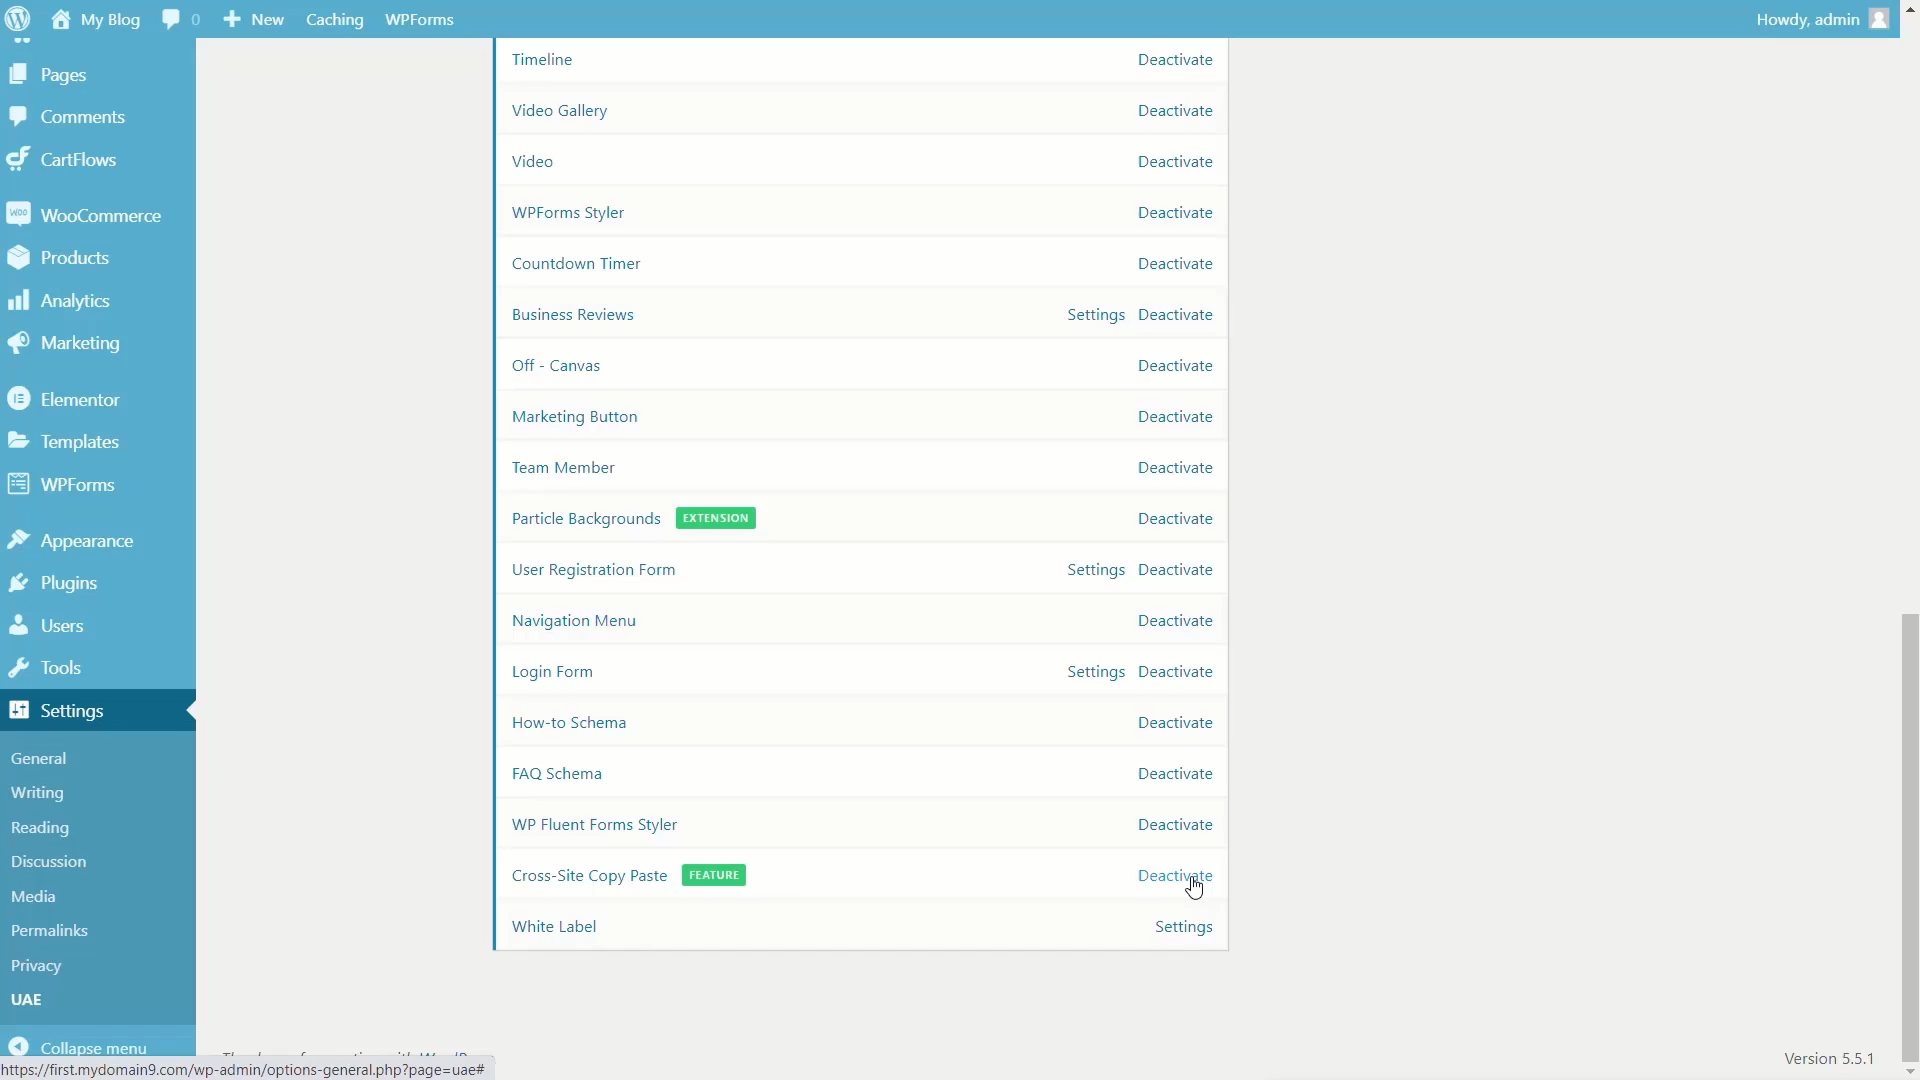 My Blog 0 New Caching WPForms Howdy, admin
Pages
Comments
CartFlows
WOO WooCommerce
Products
Analytics
Marketing
Elementor
Templates
WPForms
Appearance
Plugins
Users
Tools
Settings
General
Writing
Reading
Discussion
Media
Permalinks
Privacy
UAE
Collapse menu
Timeline Deactivate
Video Gallery Deactivate
Video Deactivate
WPForms Styler Deactivate
Countdown Timer Deactivate
Business Reviews Settings Deactivate
Off - Canvas Deactivate
Marketing Button Deactivate
Team Member Deactivate
Particle Backgrounds EXTENSION Deactivate
User Registration Form Settings Deactivate
Navigation Menu Deactivate
Login Form Settings Deactivate
How-to Schema Deactivate
FAQ Schema Deactivate
WP Fluent Forms Styler Deactivate
Cross-Site Copy Paste FEATURE Deactivate
White Label Settings
Version 5.5.1
https://first.mydomain9.com/wp-admin/options-general.php?page=uae#